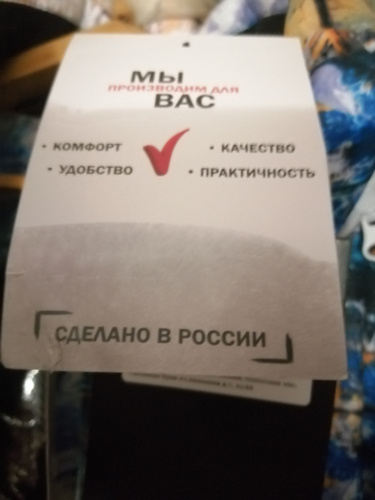 МЫ
ПРОИЗВОДИМ ДЛЯ
ВАС
• КОМФОРТ
• КАЧЕСТВО
• УДОБСТВО
• ПРАКТИЧНОСТЬ
СДЕЛАНО В РОССИИ